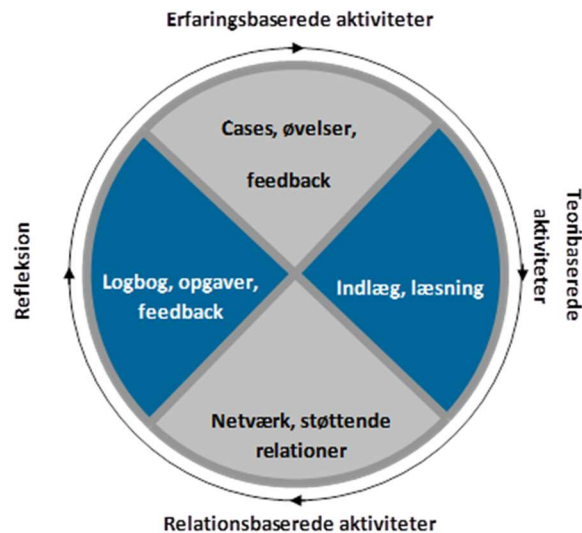 Erfaringsbaserede aktiviteter
Cases, øvelser,
feedback
Refleksion
Logbog, opgaver,
feedback
Indlæg, læsning
Teoribaserede
aktiviteter
Netværk, støttende
relationer
Relationsbaserede aktiviteter